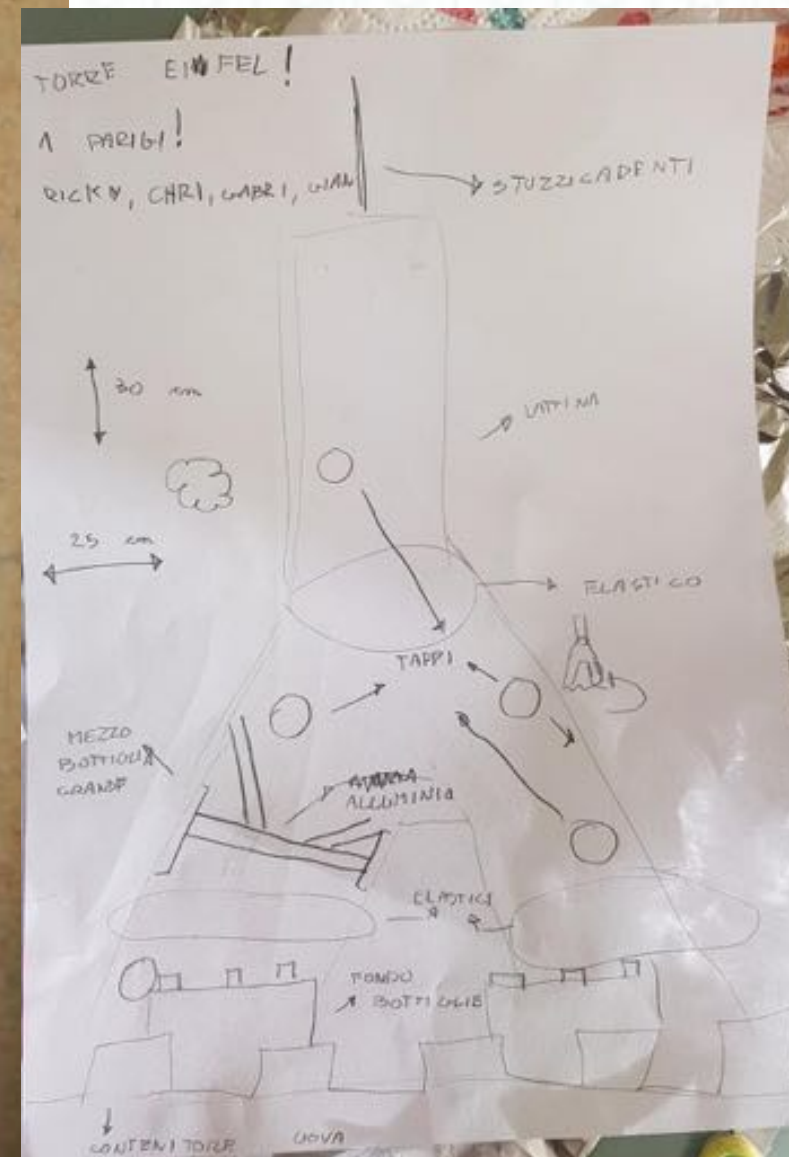 TORRE EIFFEL!
A PARIGI!
RICKY, CHRI, GABRI, GIAN
STUZZICADENTI
30 cm
LATTINA
25 cm
ELASTICO
TAPPI
MEZZO
BOTTIGLIA
GRANDE
ALLUMINIO
ELASTICI
FONDO
BOTTIGLIE
CONTENITORE UOVA